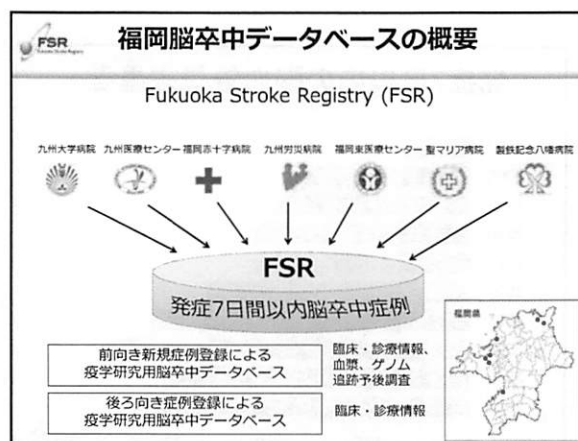 FSR
Fukuoka Stroke Registry
福岡脳卒中データベースの概要
Fukuoka Stroke Registry (FSR)
九州大学病院 九州医療センター 福岡赤十字病院 九州労災病院 福岡東医療センター 聖マリア病院 製鉄記念八幡病院
FSR
発症7日間以内脳卒中症例
前向き新規症例登録による
疫学研究用脳卒中データベース
臨床・診療情報、
血漿、ゲノム
追跡予後調査
後ろ向き症例登録による
疫学研究用脳卒中データベース
臨床・診療情報
福岡県